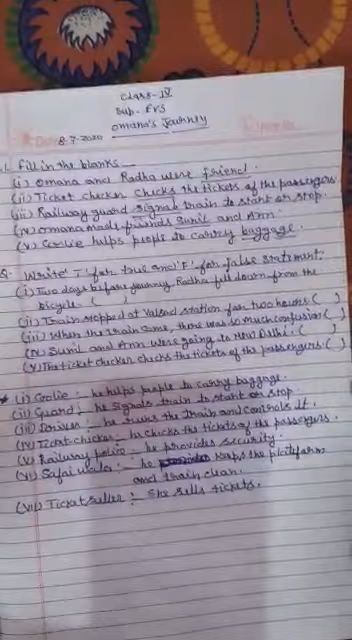 Class-IV
Sub. EVS
Date 8-7-2020 Omana's Journey
Fill in the blanks
(i) Omana and Radha were friend.
(ii) Ticket checker checks the tickets of the passengers.
(iii) Railway guard signal train to start or stop.
(iv) Omana made friends Sunil and Ann.
(v) Coolie helps people to carry baggage.
Q. Write 'T' for true and 'F' for false statement.
(i) Two days before journey Radha fell down from the
bicycle. ( )
(ii) Train stopped at Valsad station for two hours ( )
(iii) When the train came, there was so much confusion ( )
(iv) Sunil and Ann were going to New Delhi. ( )
(v) The ticket checker checks the tickets of the passengers ( )
(i) Coolie :- he helps people to carry baggage.
(ii) Guard :- he signals train to start or stop.
(iii) Driver :- he runs the train and controls it.
(iv) Ticket checker :- he checks the tickets of the passengers.
(v) Railway police :- he provides security.
(vi) Safai :- he keeps the plateform
and train clean.
(vii) Ticket seller :- She sells tickets.